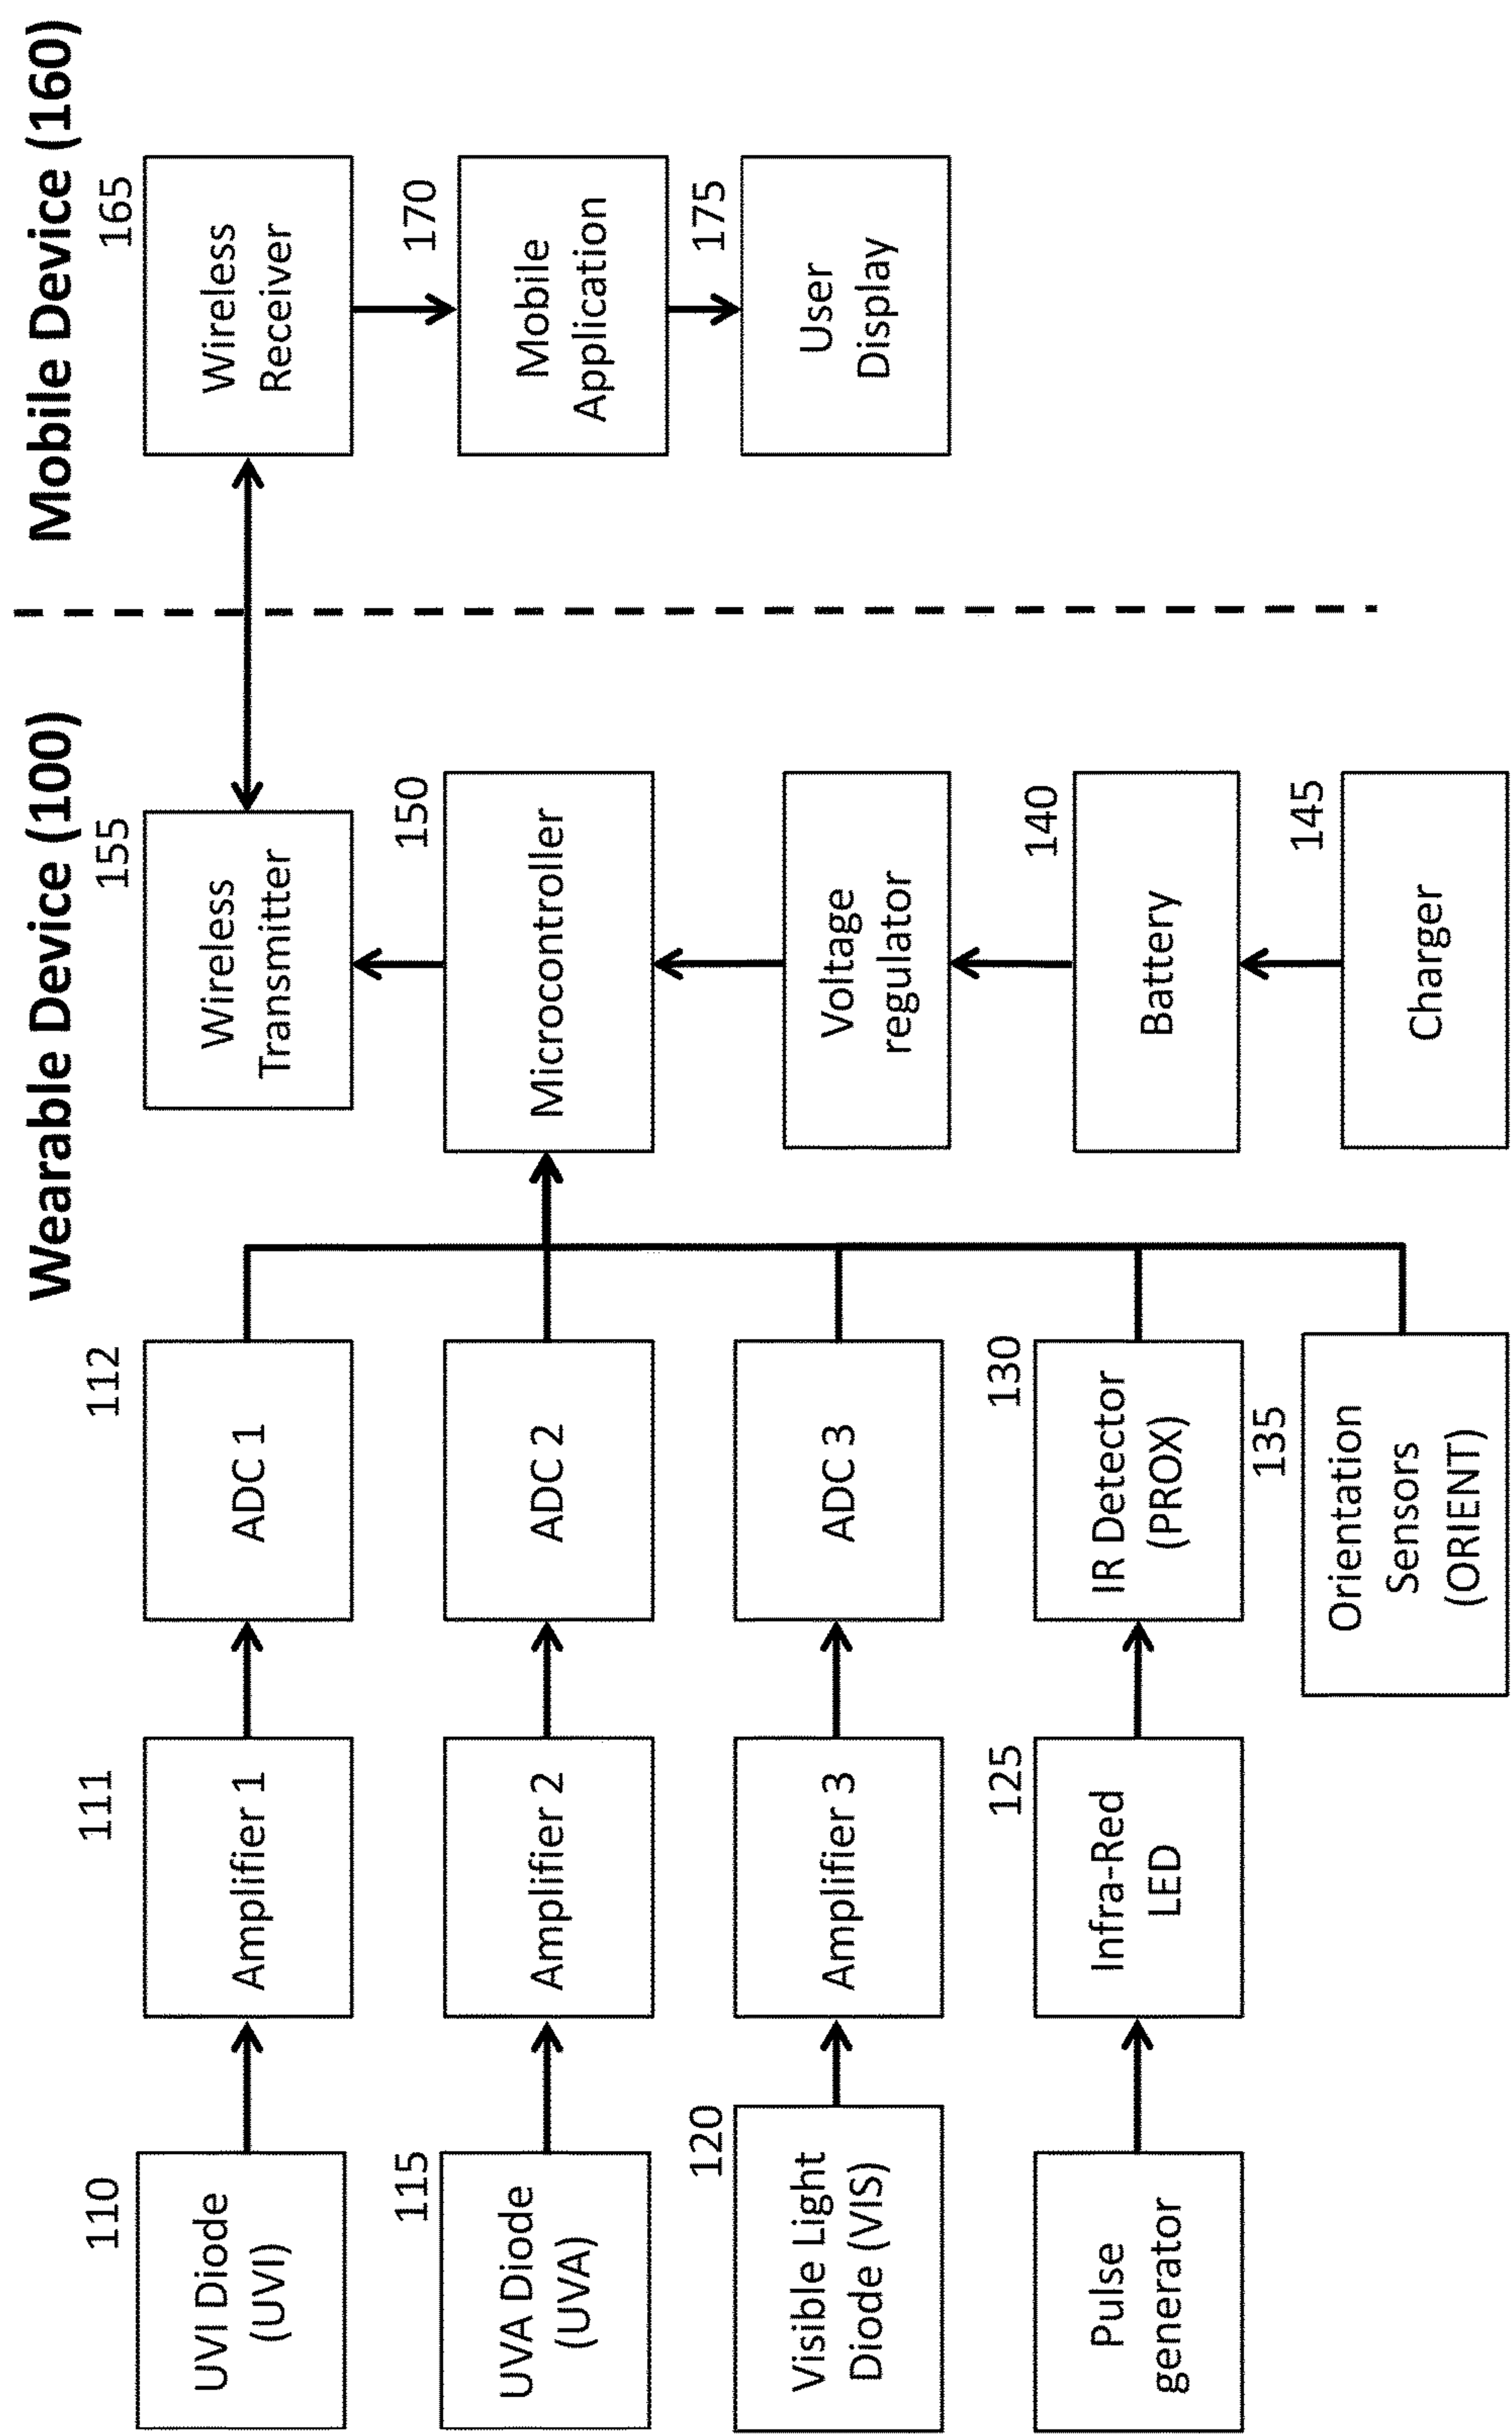 Wearable Device (100)
Mobile Device (160)
110
UVI Diode
(UVI)
111
Amplifier 1
112
ADC 1
155
Wireless
Transmitter
165
Wireless
Receiver
115
UVA Diode
(UVA)
Amplifier 2
ADC 2
150
Microcontroller
170
Mobile
Application
120
Visible Light
Diode (VIS)
Amplifier 3
ADC 3
Voltage
regulator
175
User
Display
Pulse
generator
125
Infra-Red
LED
130
IR Detector
(PROX)
140
Battery
135
Orientation
Sensors
(ORIENT)
145
Charger